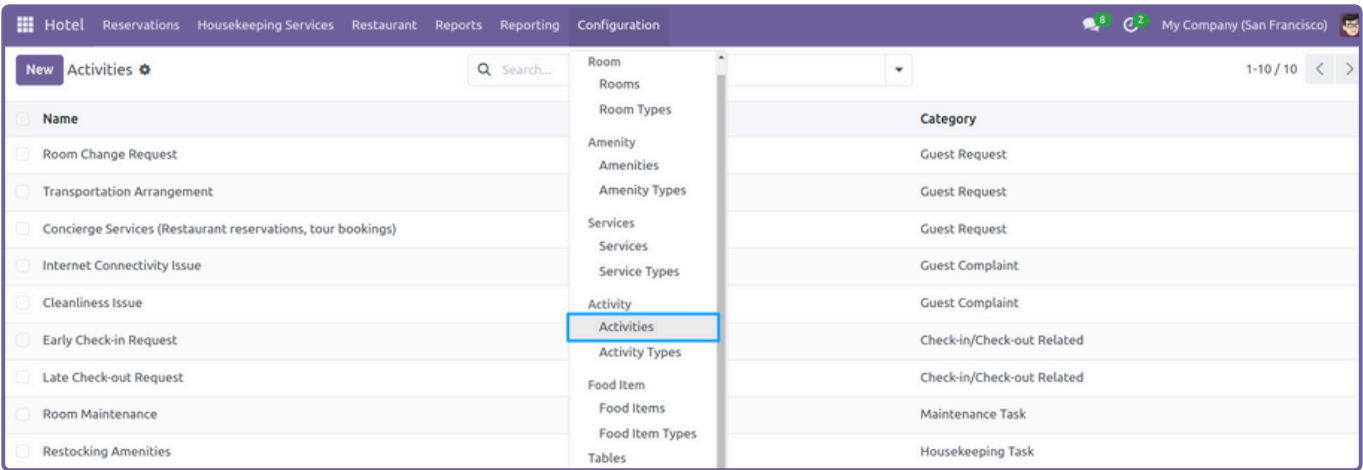 Hotel Reservations Housekeeping Services Restaurant Reports Reporting Configuration 8 2 My Company (San Francisco)
New Activities Search... 1-10 / 10
Name Category
Room Change Request Guest Request
Transportation Arrangement Guest Request
Concierge Services (Restaurant reservations, tour bookings) Guest Request
Internet Connectivity Issue Guest Complaint
Cleanliness Issue Guest Complaint
Early Check-in Request Check-in/Check-out Related
Late Check-out Request Check-in/Check-out Related
Room Maintenance Maintenance Task
Restocking Amenities Housekeeping Task
Room
Rooms
Room Types
Amenity
Amenities
Amenity Types
Services
Services
Service Types
Activity
Activities
Activity Types
Food Item
Food Items
Food Item Types
Tables